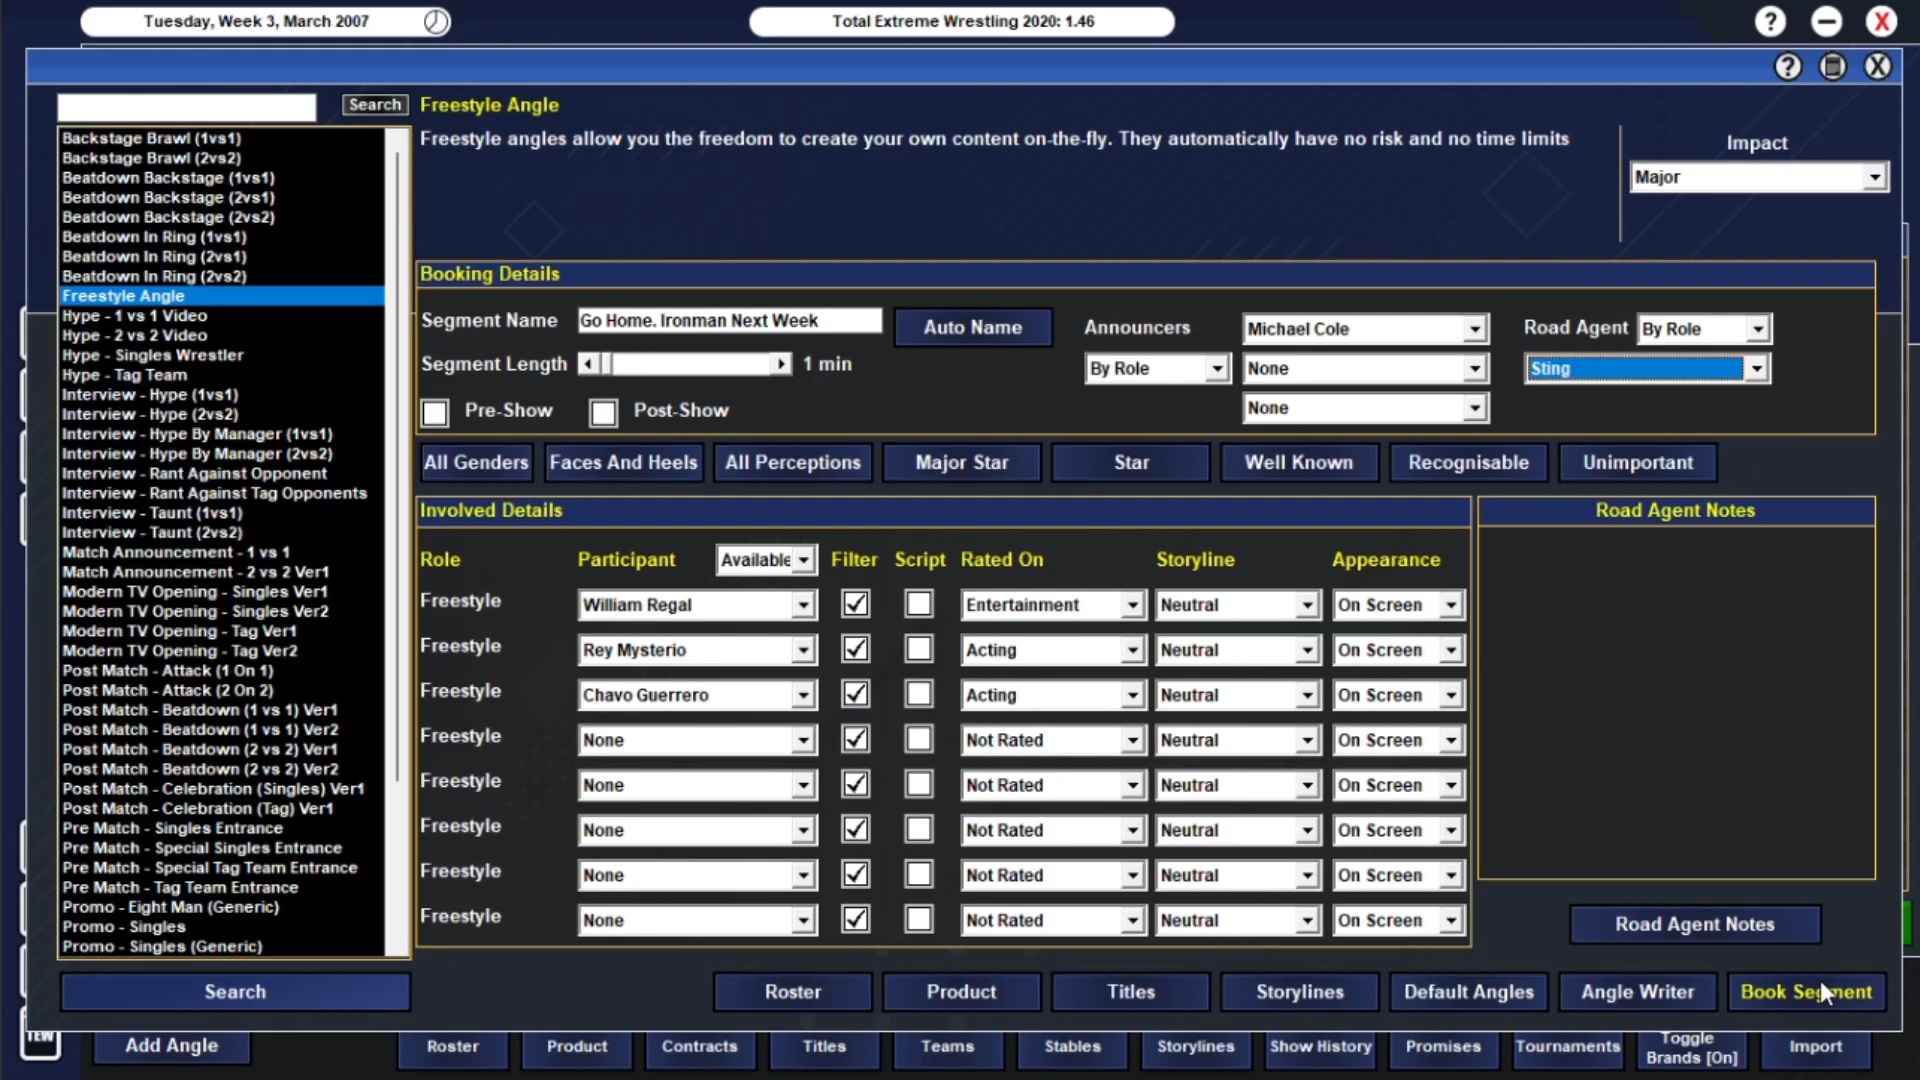 Tuesday, Week 3, March 2007
Total Extreme Wrestling 2020: 1.46
Search
Freestyle Angle
Freestyle angles allow you the freedom to create your own content on-the-fly. They automatically have no risk and no time limits
Impact
Major
Backstage Brawl (1vs1)
Backstage Brawl (2vs2)
Beatdown Backstage (1vs1)
Beatdown Backstage (2vs1)
Beatdown Backstage (2vs2)
Beatdown In Ring (1vs1)
Beatdown In Ring (2vs1)
Beatdown In Ring (2vs2)
Freestyle Angle
Hype - 1 vs 1 Video
Hype - 2 vs 2 Video
Hype - Singles Wrestler
Hype - Tag Team
Interview - Hype (1vs1)
Interview - Hype (2vs2)
Interview - Hype By Manager (1vs1)
Interview - Hype By Manager (2vs2)
Interview - Rant Against Opponent
Interview - Rant Against Tag Opponents
Interview - Taunt (1vs1)
Interview - Taunt (2vs2)
Match Announcement - 1 vs 1
Match Announcement - 2 vs 2 Ver1
Modern TV Opening - Singles Ver1
Modern TV Opening - Singles Ver2
Modern TV Opening - Tag Ver1
Modern TV Opening - Tag Ver2
Post Match - Attack (1 On 1)
Post Match - Attack (2 On 2)
Post Match - Beatdown (1 vs 1) Ver1
Post Match - Beatdown (1 vs 1) Ver2
Post Match - Beatdown (2 vs 2) Ver1
Post Match - Beatdown (2 vs 2) Ver2
Post Match - Celebration (Singles) Ver1
Post Match - Celebration (Tag) Ver1
Pre Match - Singles Entrance
Pre Match - Special Singles Entrance
Pre Match - Special Tag Team Entrance
Pre Match - Tag Team Entrance
Promo - Eight Man (Generic)
Promo - Singles
Promo - Singles (Generic)
Search
Booking Details
Segment Name Go Home. Ironman Next Week Auto Name Announcers Michael Cole Road Agent By Role
Segment Length 1 min By Role None Sting
Pre-Show Post-Show None
All Genders Faces And Heels All Perceptions Major Star Star Well Known Recognisable Unimportant
Involved Details
Role Participant Available Filter Script Rated On Storyline Appearance
Freestyle William Regal Entertainment Neutral On Screen
Freestyle Rey Mysterio Acting Neutral On Screen
Freestyle Chavo Guerrero Acting Neutral On Screen
Freestyle None Not Rated Neutral On Screen
Freestyle None Not Rated Neutral On Screen
Freestyle None Not Rated Neutral On Screen
Freestyle None Not Rated Neutral On Screen
Freestyle None Not Rated Neutral On Screen
Road Agent Notes
Road Agent Notes
Roster Product Titles Storylines Default Angles Angle Writer Book Segment
TEW
Add Angle Roster Product Contracts Titles Teams Stables Storylines Show History Promises Tournaments Toggle Brands [On] Import